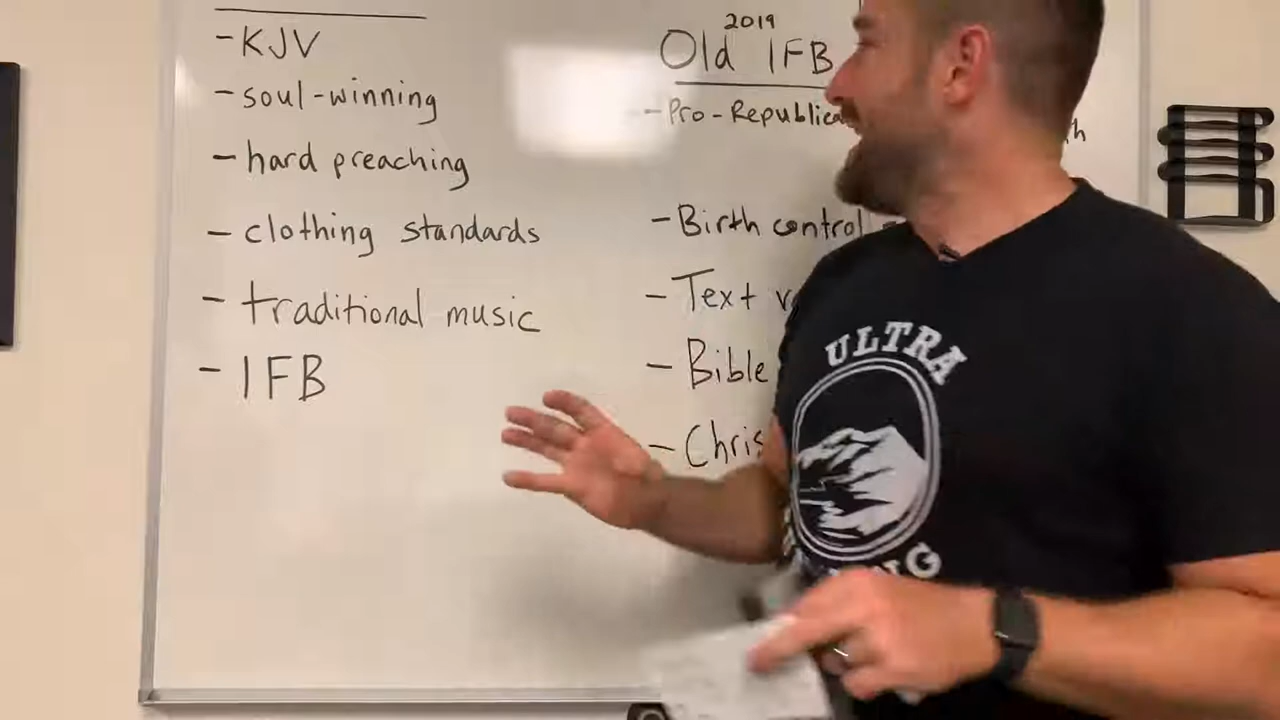 - KJV
- soul-winning
- hard preaching
- clothing standards
- traditional music
- IFB
2019
Old IFB
- Pro-Republica
- Birth control
- Text
- Bible
- Chris
ULTRA